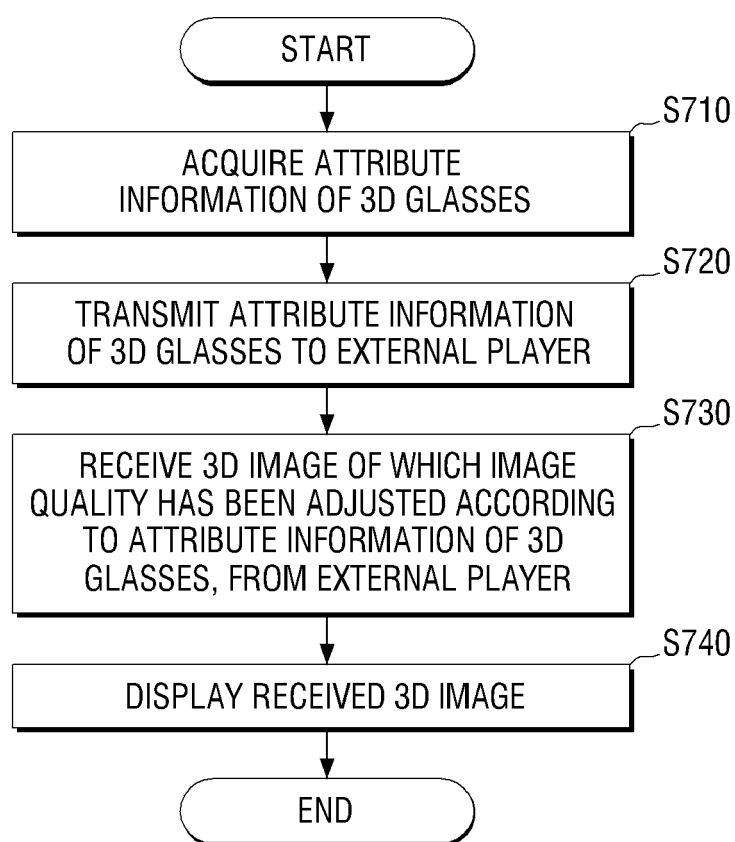 START
S710
ACQUIRE ATTRIBUTE
INFORMATION OF 3D GLASSES
S720
TRANSMIT ATTRIBUTE INFORMATION
OF 3D GLASSES TO EXTERNAL PLAYER
S730
RECEIVE 3D IMAGE OF WHICH IMAGE
QUALITY HAS BEEN ADJUSTED ACCORDING
TO ATTRIBUTE INFORMATION OF 3D
GLASSES, FROM EXTERNAL PLAYER
S740
DISPLAY RECEIVED 3D IMAGE
END